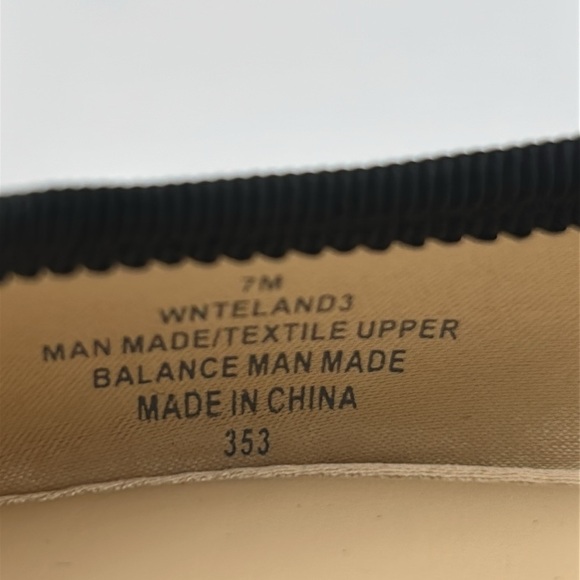 7M
WNTELAND3
MAN MADE/TEXTILE UPPER
BALANCE MAN MADE
MADE IN CHINA
353